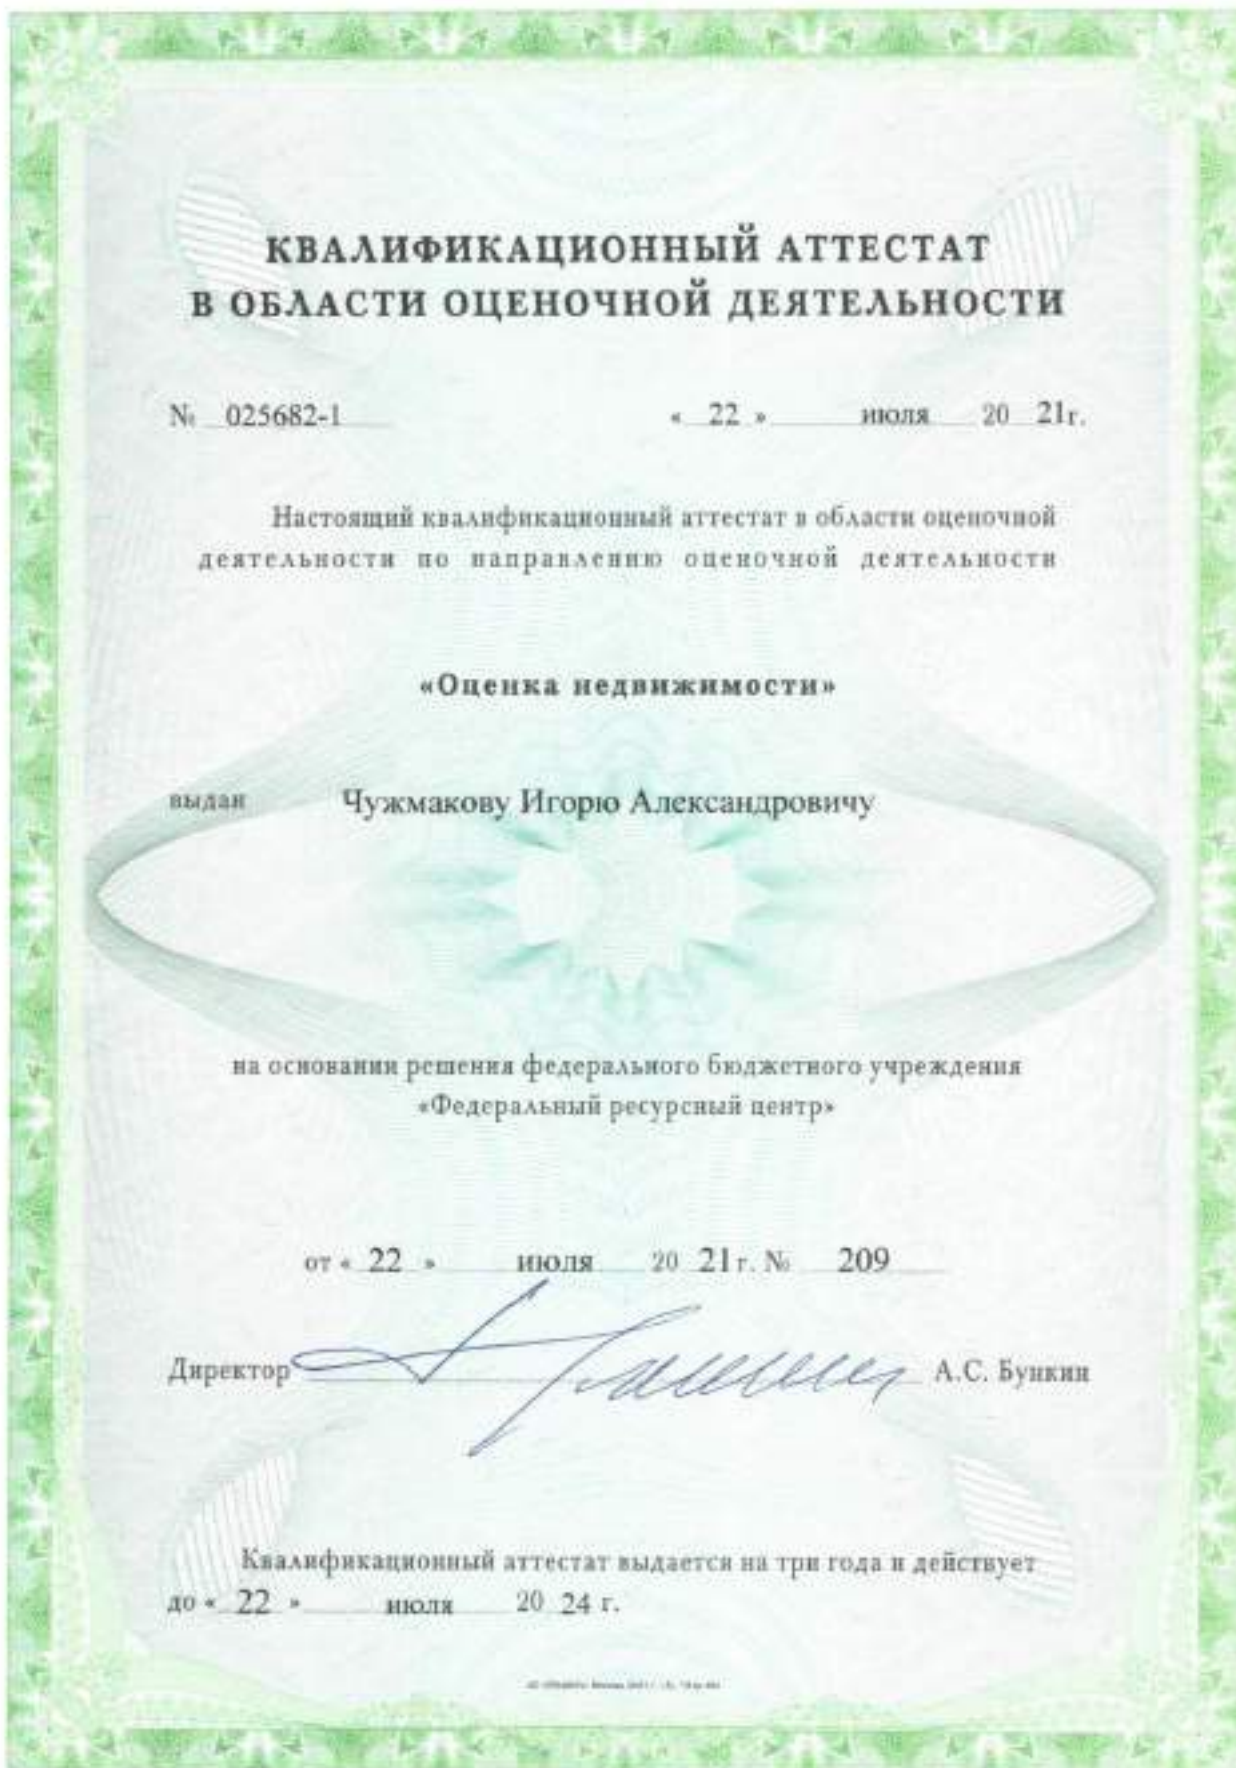 КВАЛИФИКАЦИОННЫЙ АТТЕСТАТ
В ОБЛАСТИ ОЦЕНОЧНОЙ ДЕЯТЕЛЬНОСТИ
№ 025682-1 « 22 » июля 20 21г.
Настоящий квалификационный аттестат в области оценочной
деятельности по направлению оценочной деятельности
«Оценка недвижимости»
выдан Чужмакову Игорю Александровичу
на основании решения федерального бюджетного учреждения
«Федеральный ресурсный центр»
от « 22 » июля 20 21 г. № 209
Директор А.С. Бункин
Квалификационный аттестат выдается на три года и действует
до « 22 » июля 20 24 г.